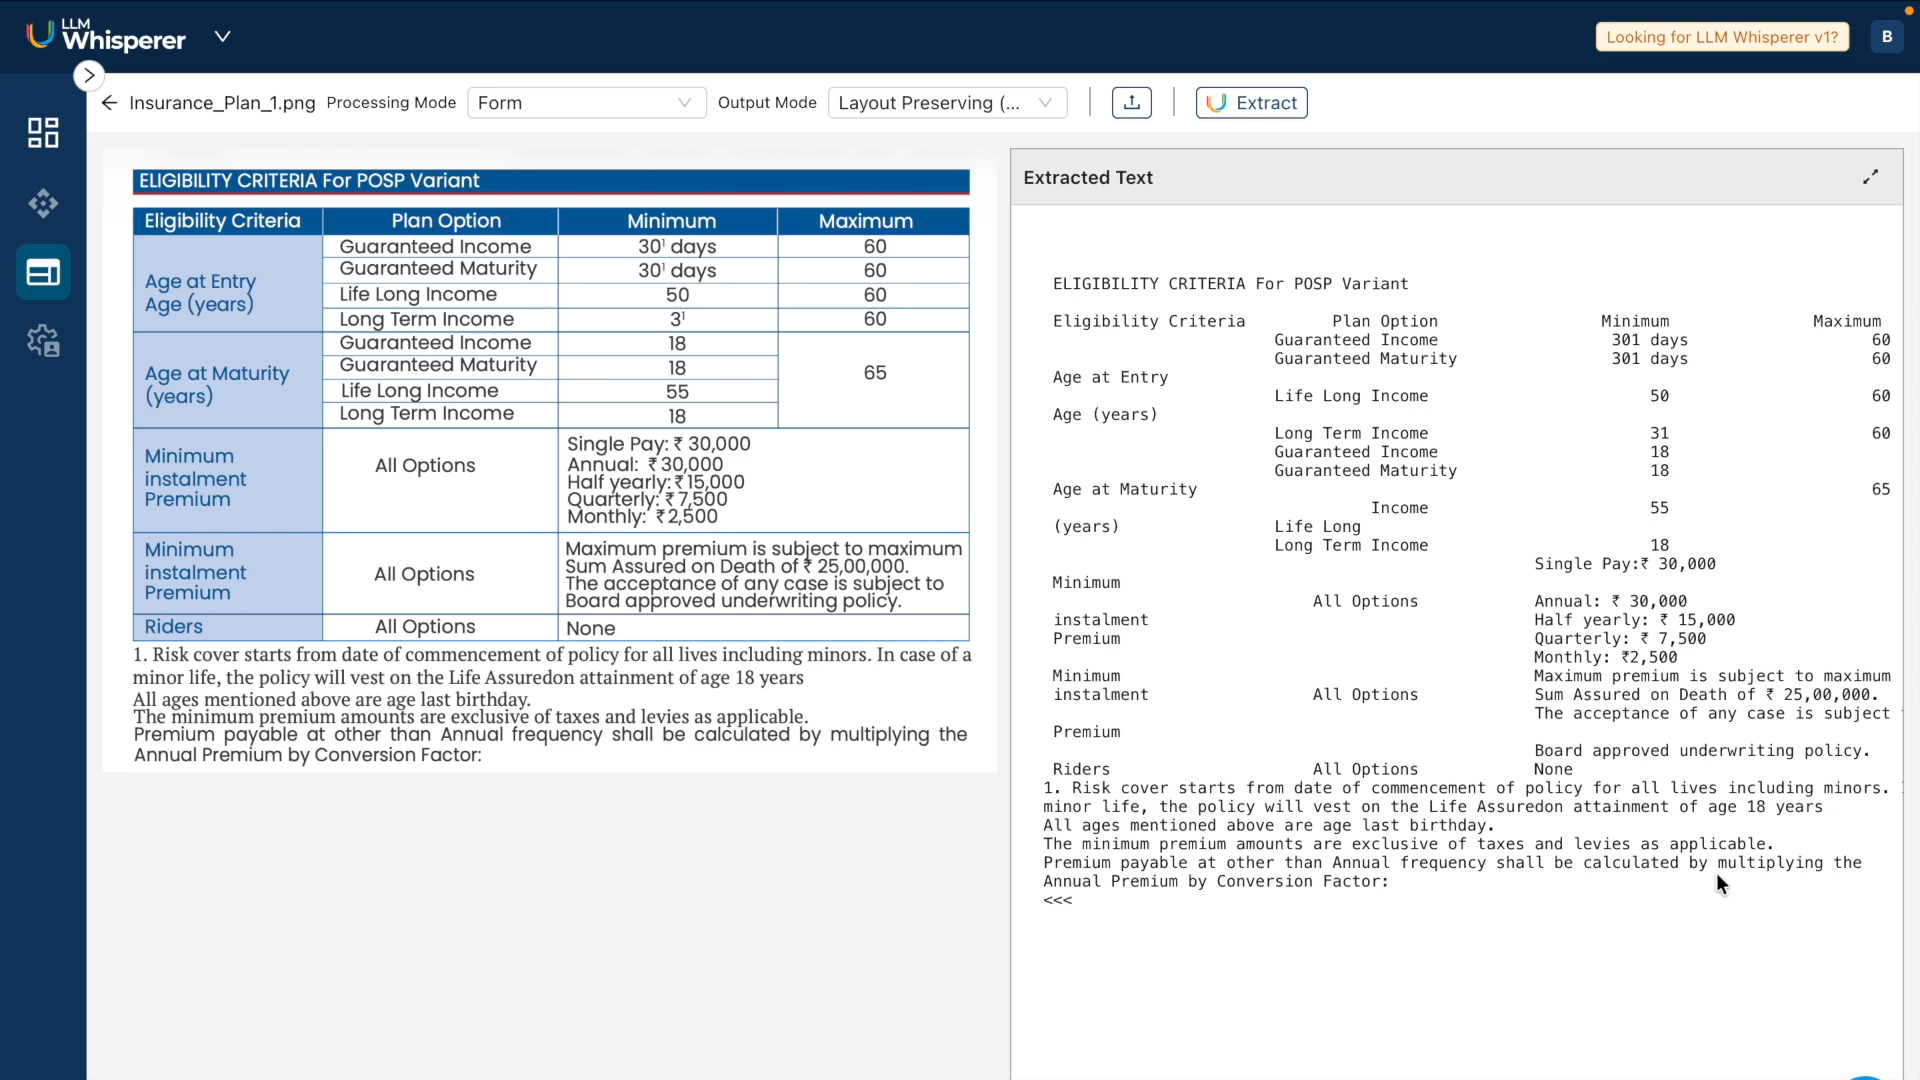 LLM
Whisperer
Looking for LLM Whisperer v1?
B
Insurance_Plan_1.png Processing Mode Form Output Mode Layout Preserving (... Extract
ELIGIBILITY CRITERIA For POSP Variant
Eligibility Criteria Plan Option Minimum Maximum
Age at Entry
Age (years)
Guaranteed Income 30¹ days 60
Guaranteed Maturity 30¹ days 60
Life Long Income 50 60
Long Term Income 3¹ 60
Age at Maturity
(years)
Guaranteed Income 18
Guaranteed Maturity 18
Life Long Income 55
Long Term Income 18
65
Minimum
instalment
Premium
All Options
Single Pay: ₹ 30,000
Annual: ₹30,000
Half yearly: ₹15,000
Quarterly: ₹7,500
Monthly: ₹2,500
Minimum
instalment
Premium
All Options
Maximum premium is subject to maximum
Sum Assured on Death of ₹ 25,00,000.
The acceptance of any case is subject to
Board approved underwriting policy.
Riders All Options None
1. Risk cover starts from date of commencement of policy for all lives including minors. In case of a
minor life, the policy will vest on the Life Assuredon attainment of age 18 years
All ages mentioned above are age last birthday.
The minimum premium amounts are exclusive of taxes and levies as applicable.
Premium payable at other than Annual frequency shall be calculated by multiplying the
Annual Premium by Conversion Factor:
Extracted Text
ELIGIBILITY CRITERIA For POSP Variant
Eligibility Criteria Plan Option Minimum Maximum
Guaranteed Income 301 days 60
Guaranteed Maturity 301 days 60
Age at Entry
Life Long Income 50 60
Age (years)
Long Term Income 31 60
Guaranteed Income 18
Guaranteed Maturity 18
Age at Maturity 65
Income 55
(years) Life Long
Long Term Income 18
Single Pay:₹ 30,000
Minimum
All Options Annual: ₹ 30,000
instalment Half yearly: ₹ 15,000
Premium Quarterly: ₹ 7,500
Monthly: ₹2,500
Minimum Maximum premium is subject to maximum
instalment All Options Sum Assured on Death of ₹ 25,00,000.
The acceptance of any case is subject
Premium
Board approved underwriting policy.
Riders All Options None
1. Risk cover starts from date of commencement of policy for all lives including minors.
minor life, the policy will vest on the Life Assuredon attainment of age 18 years
All ages mentioned above are age last birthday.
The minimum premium amounts are exclusive of taxes and levies as applicable.
Premium payable at other than Annual frequency shall be calculated by multiplying the
Annual Premium by Conversion Factor:
<<<